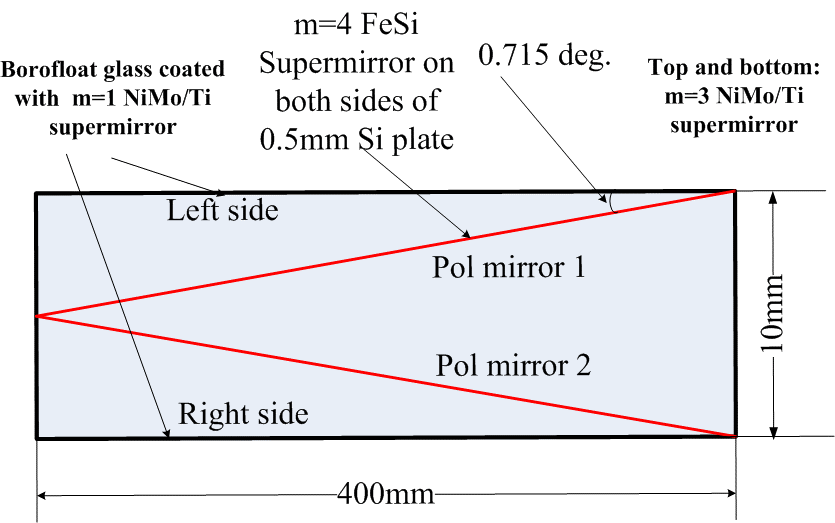 m=4 FeSi
Supermirror on
both sides of
0.5mm Si plate
0.715 deg.
Borofloat glass coated
with m=1 NiMo/Ti
supermirror
Top and bottom:
m=3 NiMo/Ti
supermirror
Left side
Pol mirror 1
10mm
Pol mirror 2
Right side
400mm